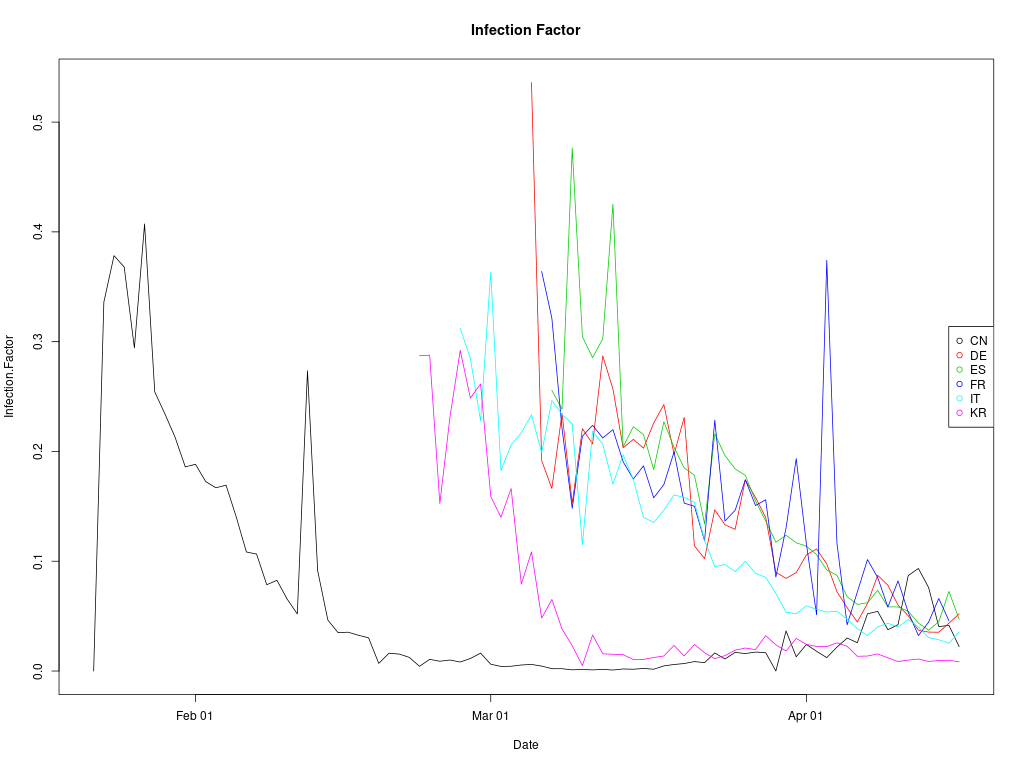 Infection Factor
Infection.Factor
0.5
0.4
0.3
0.2
0.1
0.0
CN
DE
ES
FR
IT
KR
Feb 01
Mar 01
Apr 01
Date